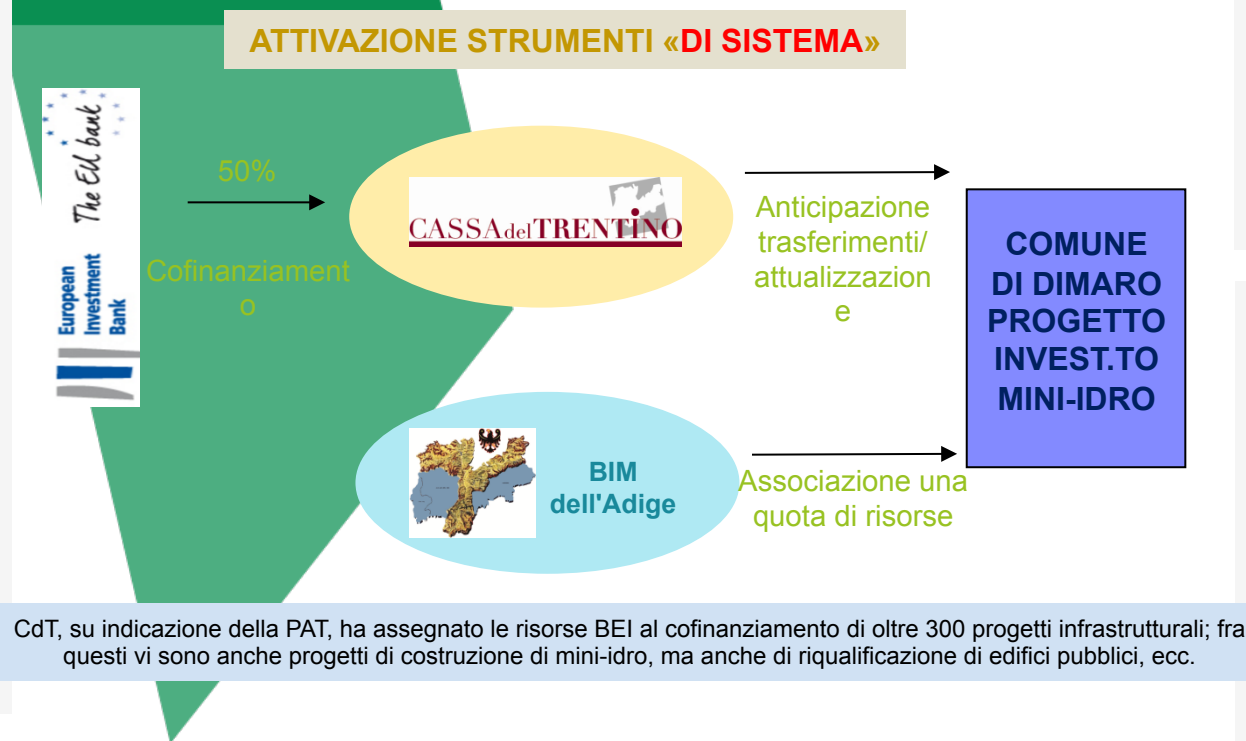 ATTIVAZIONE STRUMENTI «DI SISTEMA»
European
Investment
Bank
The EU bank
50%
Cofinanziament
o
CASSAdelTRENTINO
Anticipazione
trasferimenti/
attualizzazion
e
COMUNE
DI DIMARO
PROGETTO
INVEST.TO
MINI-IDRO
BIM
dell'Adige
Associazione una
quota di risorse
CdT, su indicazione della PAT, ha assegnato le risorse BEI al cofinanziamento di oltre 300 progetti infrastrutturali; fra
questi vi sono anche progetti di costruzione di mini-idro, ma anche di riqualificazione di edifici pubblici, ecc.